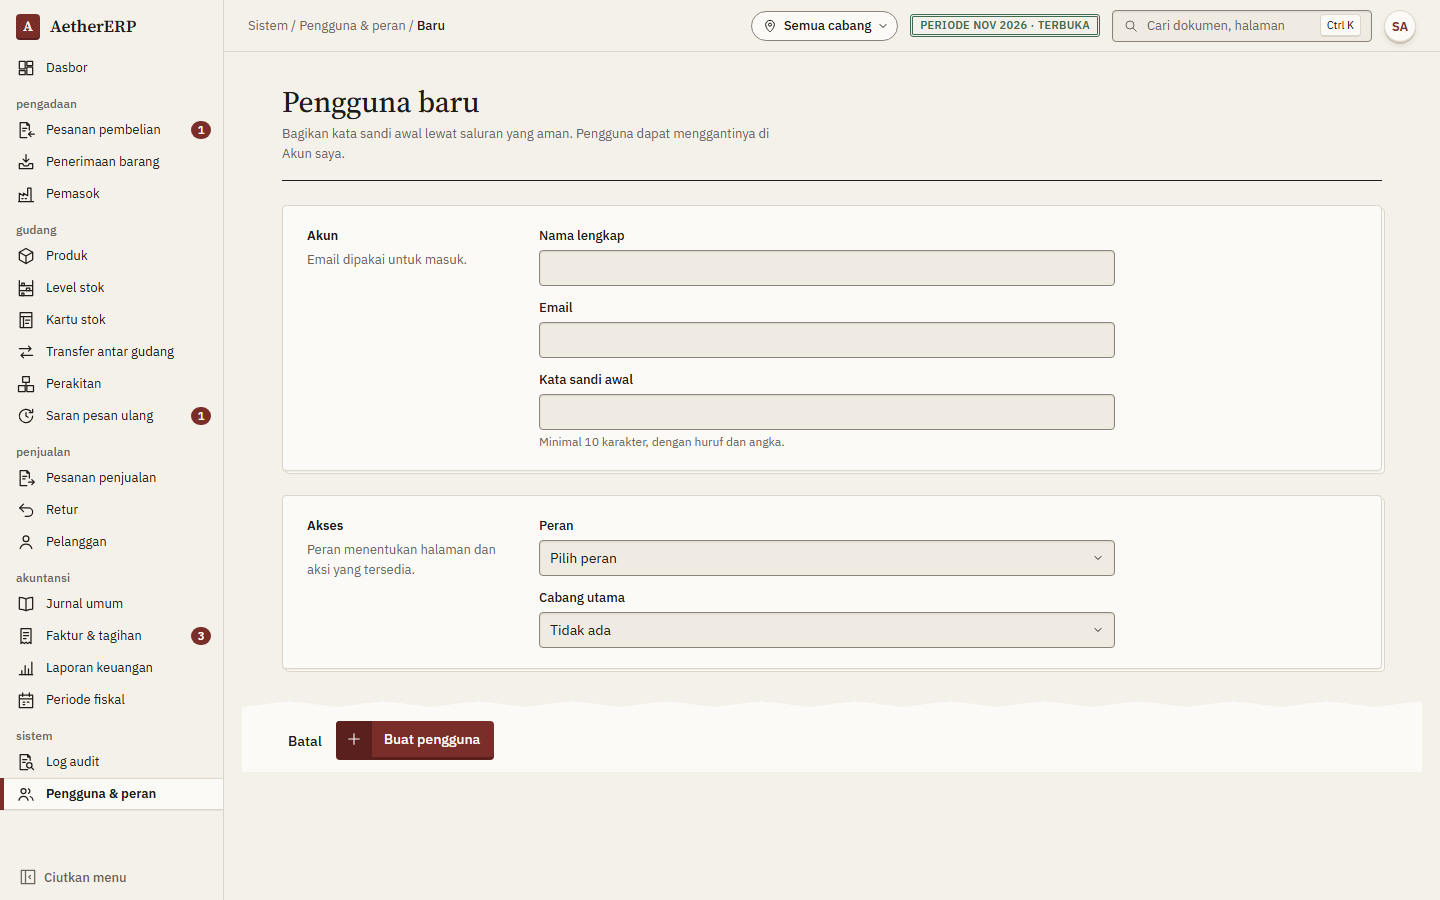 A AetherERP
Dasbor
pengadaan
Pesanan pembelian 1
Penerimaan barang
Pemasok
gudang
Produk
Level stok
Kartu stok
Transfer antar gudang
Perakitan
Saran pesan ulang 1
penjualan
Pesanan penjualan
Retur
Pelanggan
akuntansi
Jurnal umum
Faktur & tagihan 3
Laporan keuangan
Periode fiskal
sistem
Log audit
Pengguna & peran
Ciutkan menu
Sistem / Pengguna & peran / Baru
Semua cabang
PERIODE NOV 2026 · TERBUKA
Cari dokumen, halaman Ctrl K
SA
Pengguna baru
Bagikan kata sandi awal lewat saluran yang aman. Pengguna dapat menggantinya di
Akun saya.
Akun
Email dipakai untuk masuk.
Nama lengkap
Email
Kata sandi awal
Minimal 10 karakter, dengan huruf dan angka.
Akses
Peran menentukan halaman dan
aksi yang tersedia.
Peran
Pilih peran
Cabang utama
Tidak ada
Batal
Buat pengguna